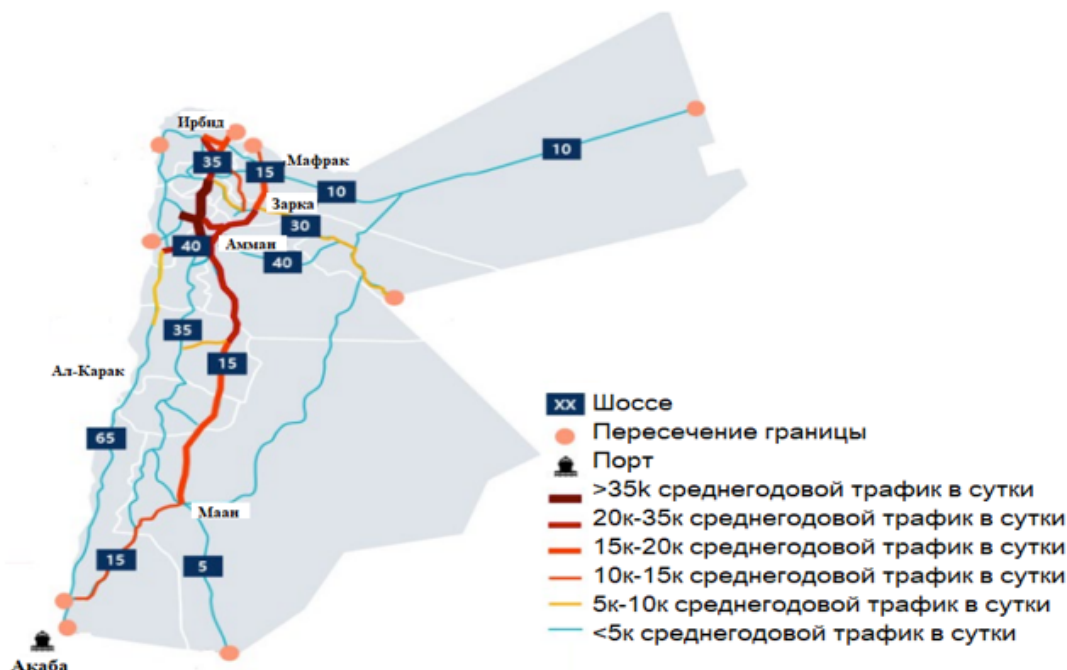 Ирбид
35
Мафрак
15
10
10
Зарка
30
Амман
40
40
35
15
Ал-Карак
65
Маан
15
5
Акаба
XX Шоссе
Пересечение границы
Порт
>35k среднегодовой трафик в сутки
20к-35к среднегодовой трафик в сутки
15к-20к среднегодовой трафик в сутки
10к-15к среднегодовой трафик в сутки
5к-10к среднегодовой трафик в сутки
<5к среднегодовой трафик в сутки